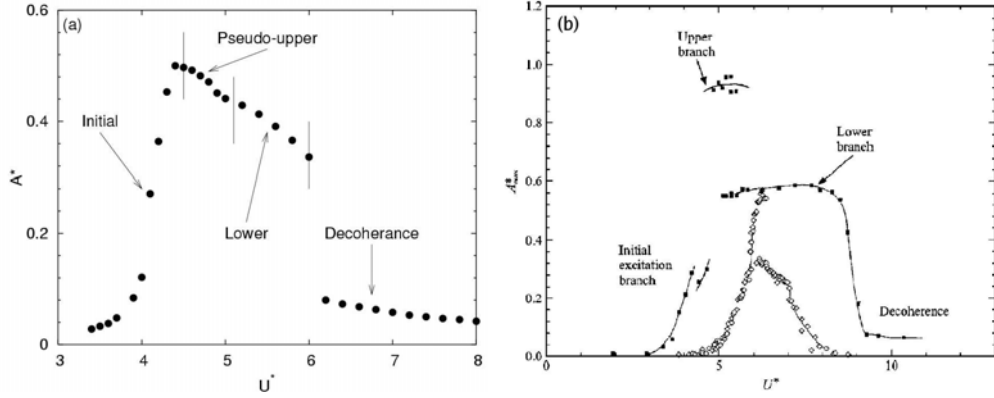 (a)
Pseudo-upper
Initial
Lower
Decoherance
A*
0.6
0.4
0.2
0
3
4
5
6
7
8
U*
(b)
Upper
branch
Lower
branch
Initial
excitation
branch
Decoherence
1.2
1.0
0.8
0.6
0.4
0.2
0.0
0
5
10
U*